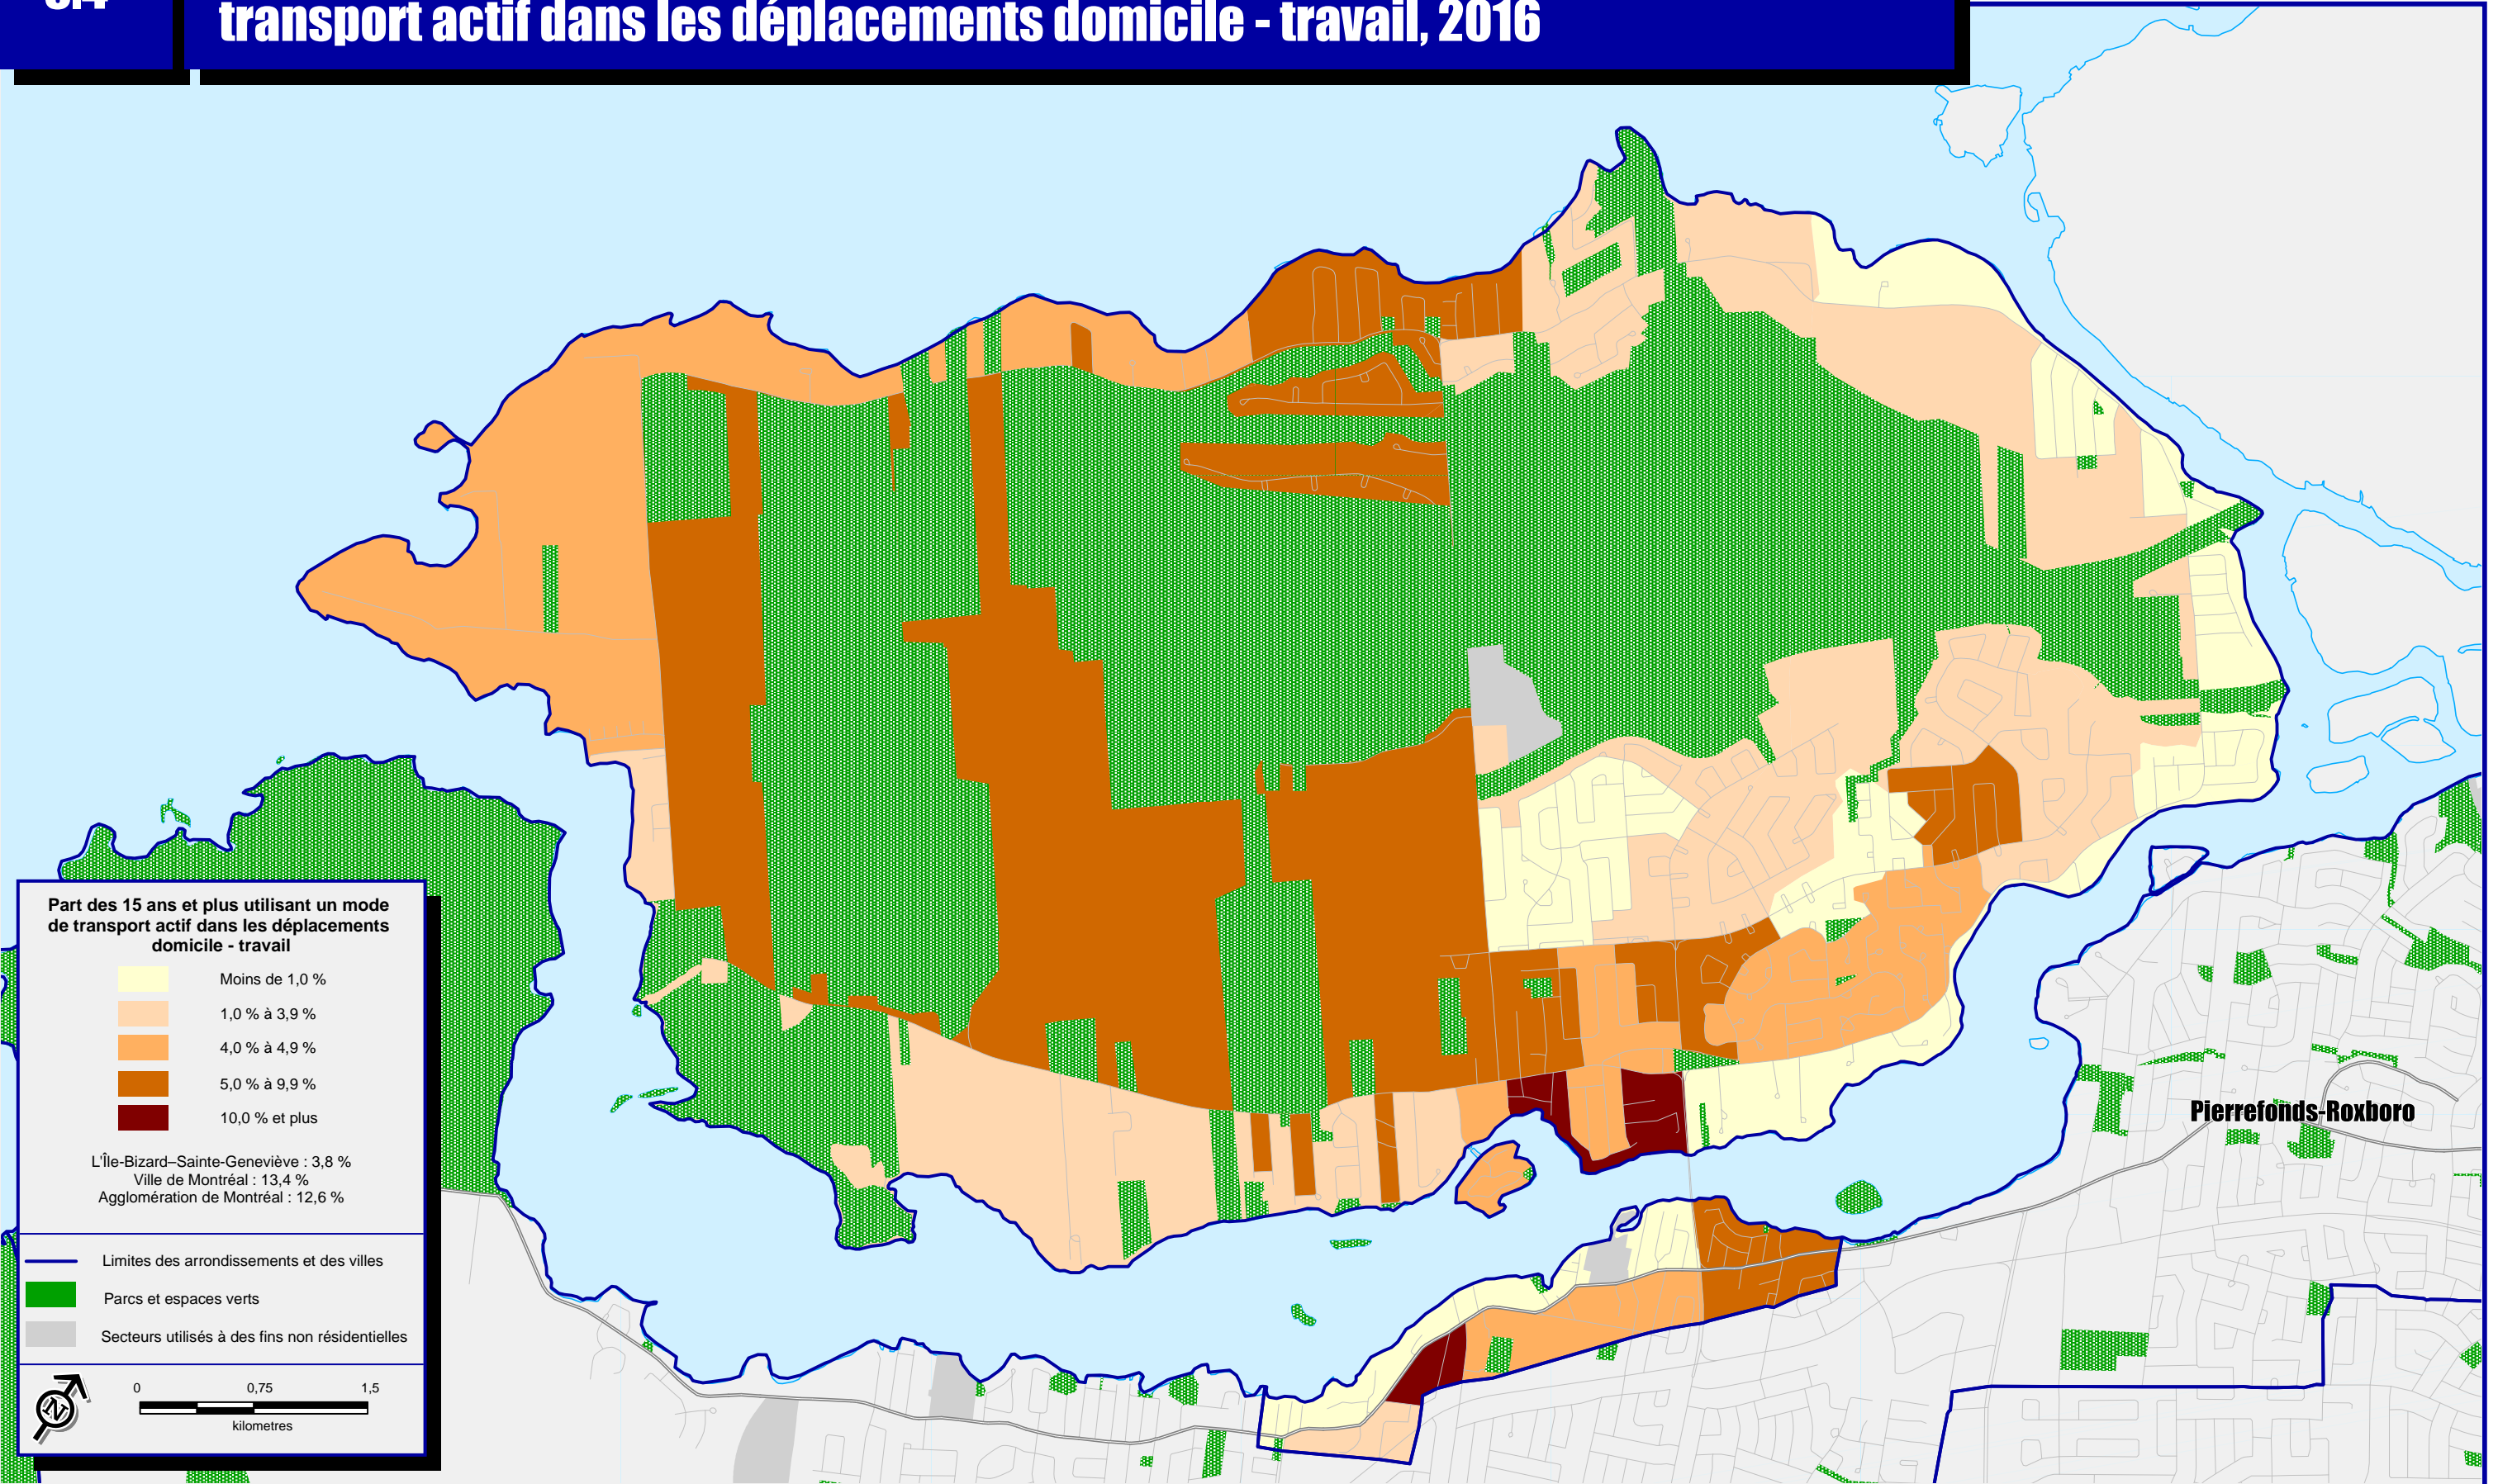 transport actif dans les déplacements domicile - travail, 2016
Part des 15 ans et plus utilisant un mode
de transport actif dans les déplacements
domicile - travail
Moins de 1,0 %
1,0 % à 3,9 %
4,0 % à 4,9 %
5,0 % à 9,9 %
10,0 % et plus
L'Île-Bizard–Sainte-Geneviève : 3,8 %
Ville de Montréal : 13,4 %
Agglomération de Montréal : 12,6 %
Limites des arrondissements et des villes
Parcs et espaces verts
Secteurs utilisés à des fins non résidentielles
N
0 0,75 1,5
kilometres
Pierrefonds-Roxboro